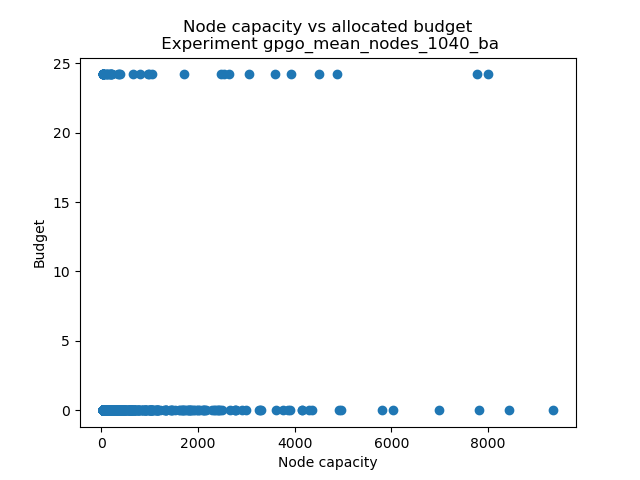 Node capacity vs allocated budget
Experiment gpgo_mean_nodes_1040_ba
25
20
15
10
5
0
Budget
0 2000 4000 6000 8000
Node capacity